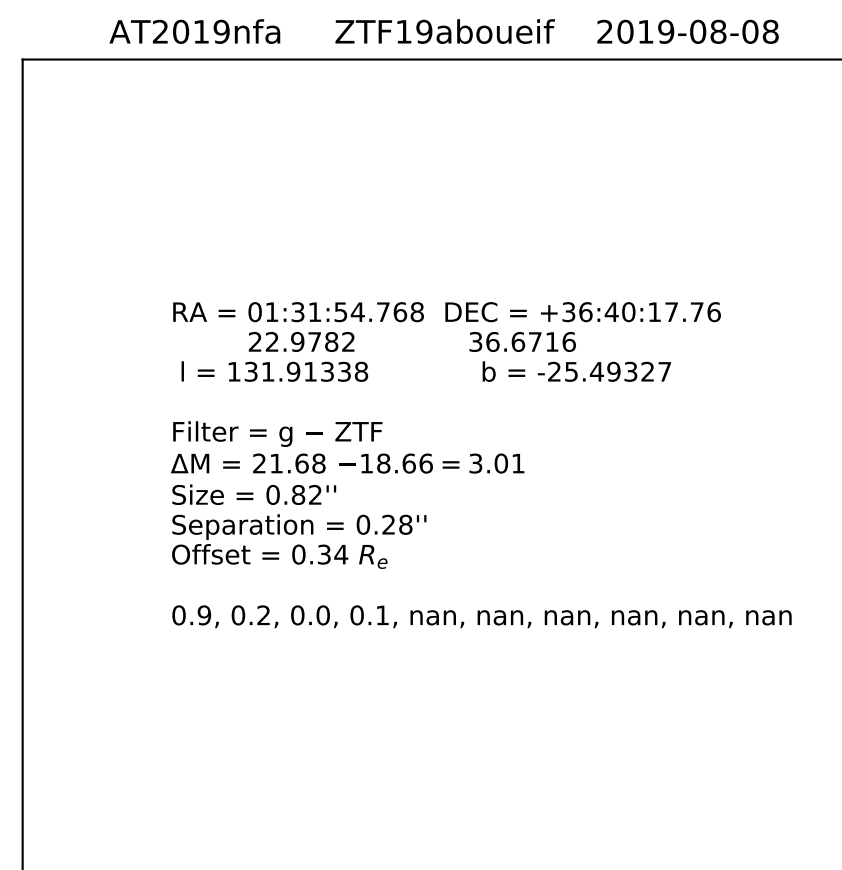 AT2019nfa ZTF19aboueif 2019-08-08
RA = 01:31:54.768 DEC = +36:40:17.76
22.9782 36.6716
l = 131.91338 b = -25.49327
Filter = g − ZTF
ΔM = 21.68 −18.66 = 3.01
Size = 0.82''
Separation = 0.28''
Offset = 0.34 Re
0.9, 0.2, 0.0, 0.1, nan, nan, nan, nan, nan, nan